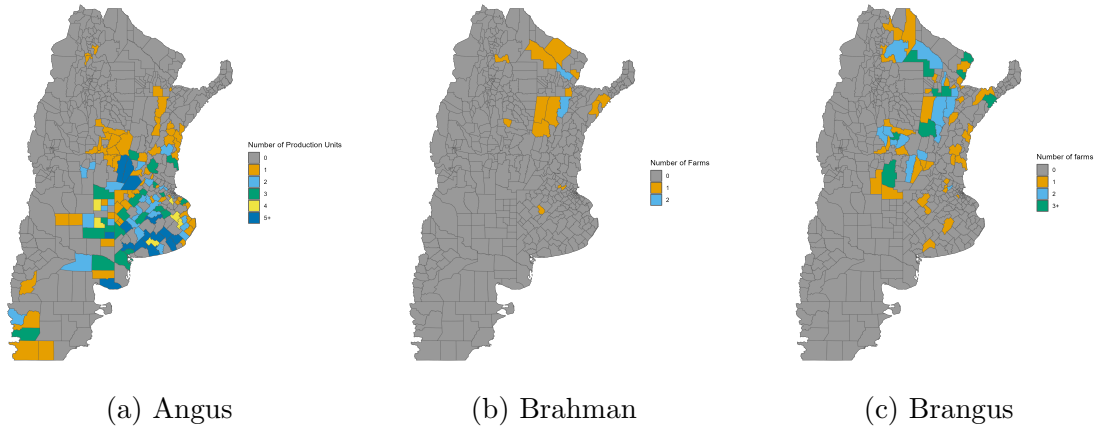 Number of Production Units
0
1
2
3
4
5+
Number of Farms
0
1
2
Number of farms
0
1
2
3+
(a) Angus
(b) Brahman
(c) Brangus